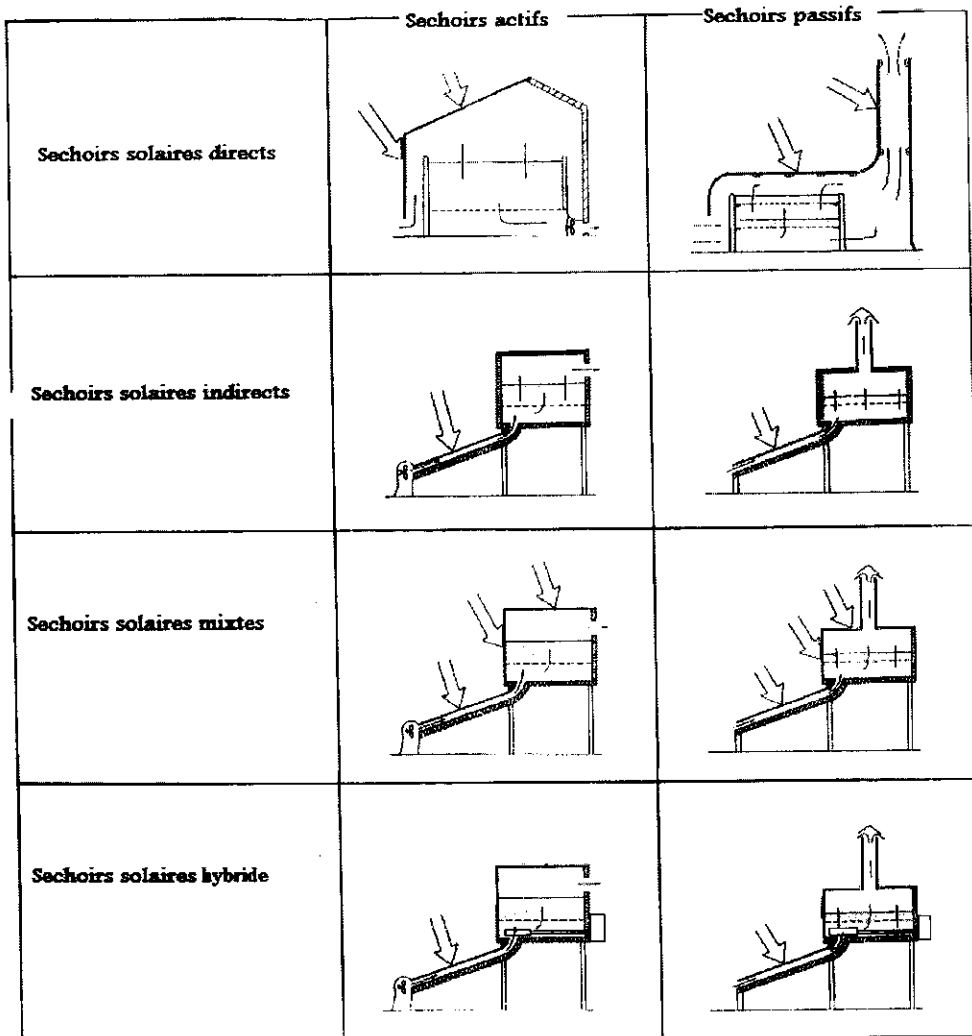 Sechoirs actifs
Sechoirs passifs
Sechoirs solaires directs
Sechoirs solaires indirects
Sechoirs solaires mixtes
Sechoirs solaires hybride